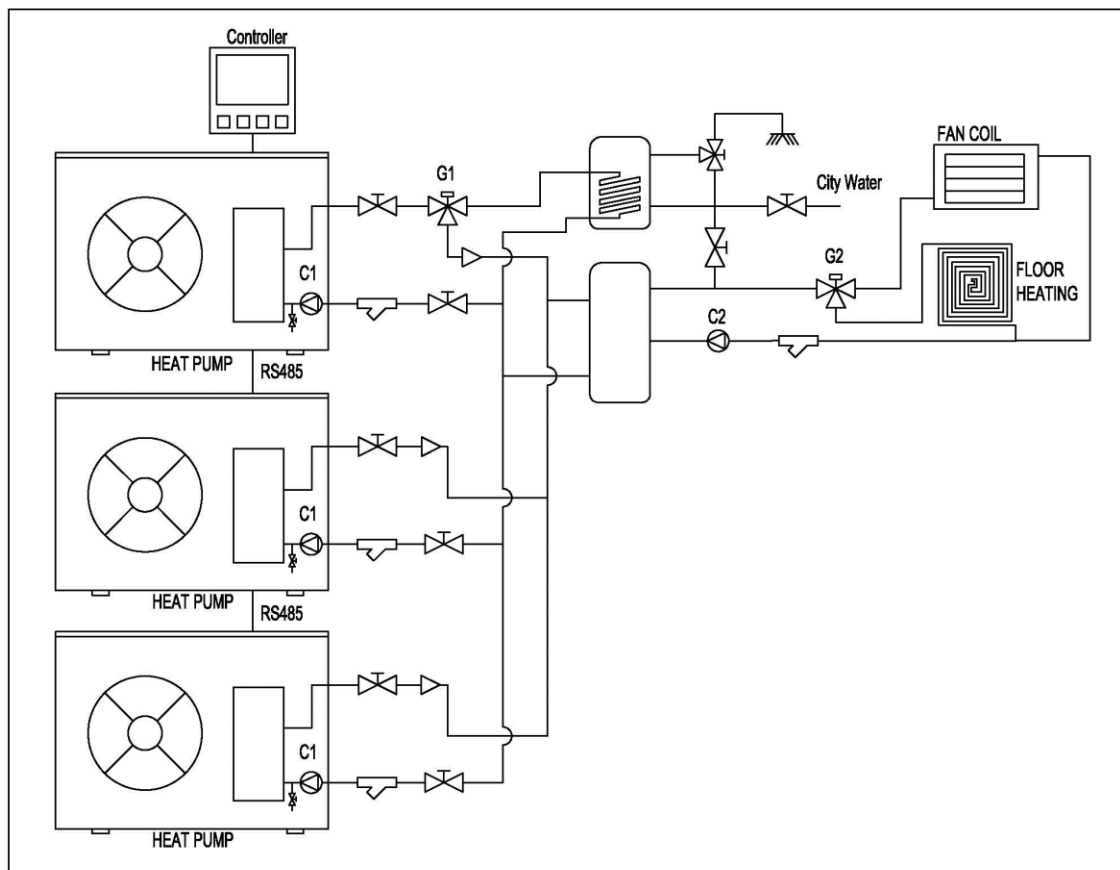 Controller
G1
City Water
FAN COIL
C1
G2
FLOOR
HEATING
C2
HEAT PUMP
RS485
C1
HEAT PUMP
RS485
C1
HEAT PUMP